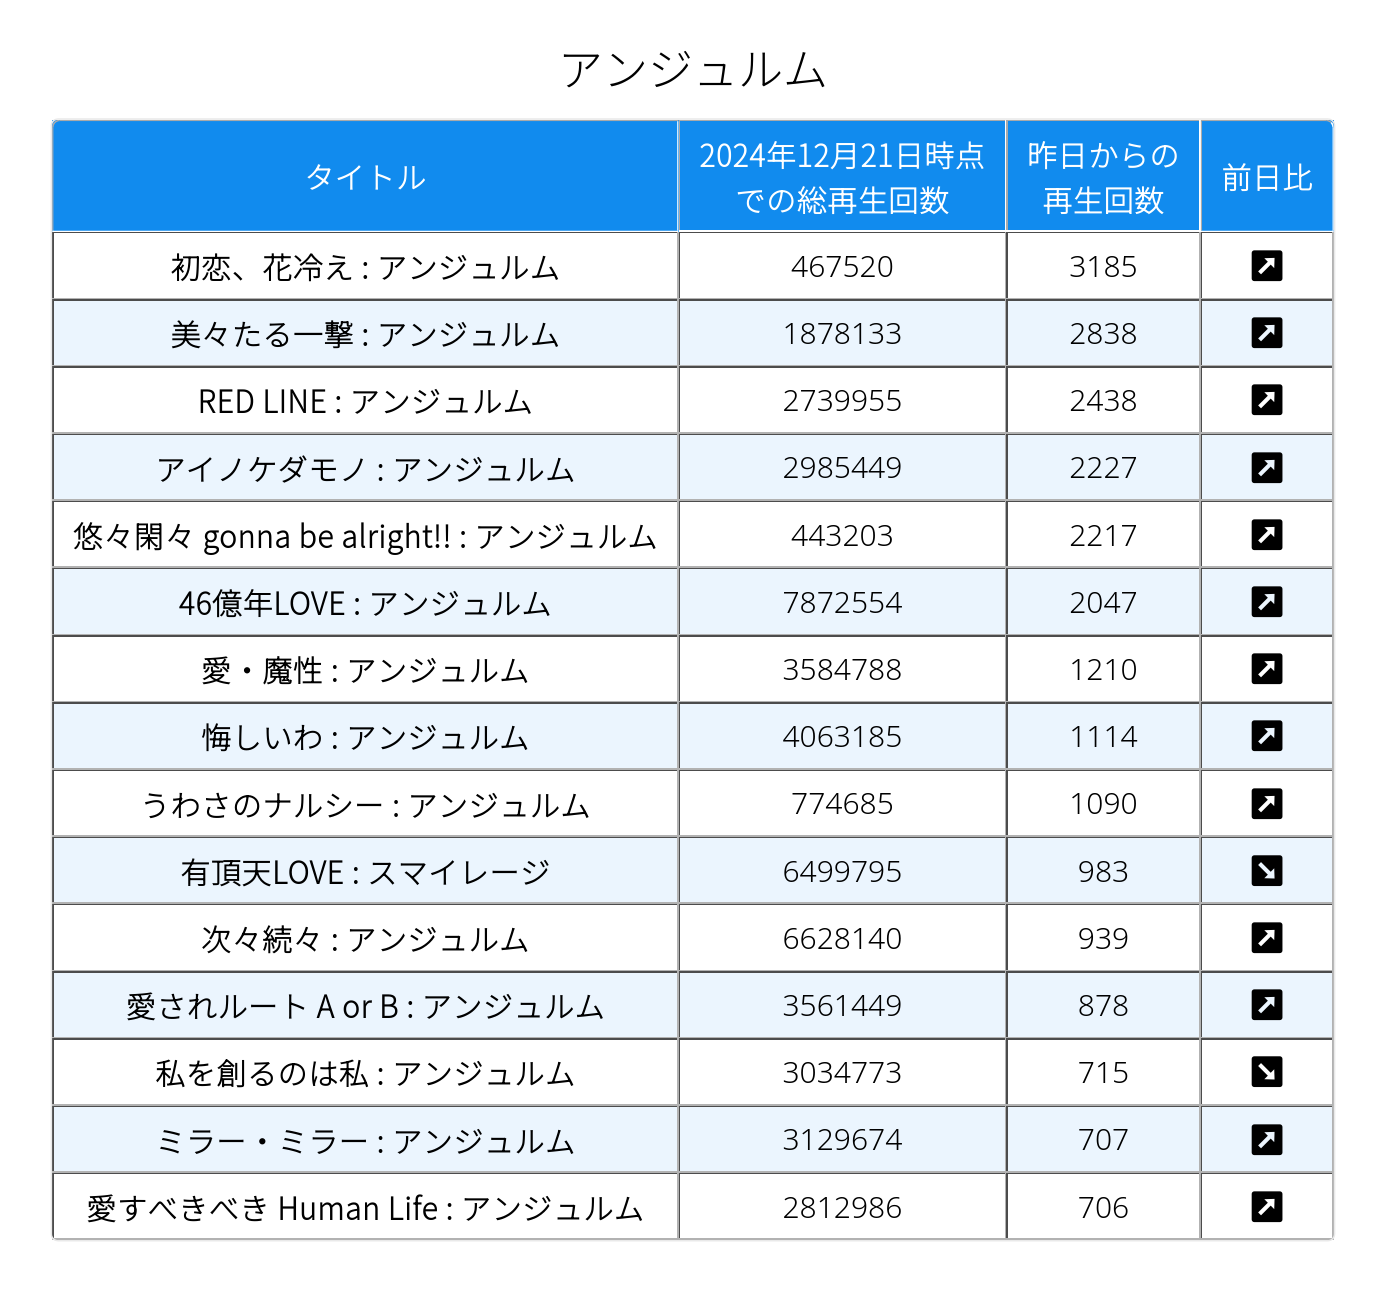 アンジュルム
タイトル
2024年12月21日時点
での総再生回数
昨日からの
再生回数
前日比
初恋、花冷え : アンジュルム 467520 3185 ↗
美々たる一撃 : アンジュルム 1878133 2838 ↗
RED LINE : アンジュルム 2739955 2438 ↗
アイノケダモノ : アンジュルム 2985449 2227 ↗
悠々閑々 gonna be alright!! : アンジュルム 443203 2217 ↗
46億年LOVE : アンジュルム 7872554 2047 ↗
愛・魔性 : アンジュルム 3584788 1210 ↗
悔しいわ : アンジュルム 4063185 1114 ↗
うわさのナルシー : アンジュルム 774685 1090 ↗
有頂天LOVE : スマイレージ 6499795 983 ↘
次々続々 : アンジュルム 6628140 939 ↗
愛されルート A or B : アンジュルム 3561449 878 ↗
私を創るのは私 : アンジュルム 3034773 715 ↘
ミラー・ミラー : アンジュルム 3129674 707 ↗
愛すべきべき Human Life : アンジュルム 2812986 706 ↗